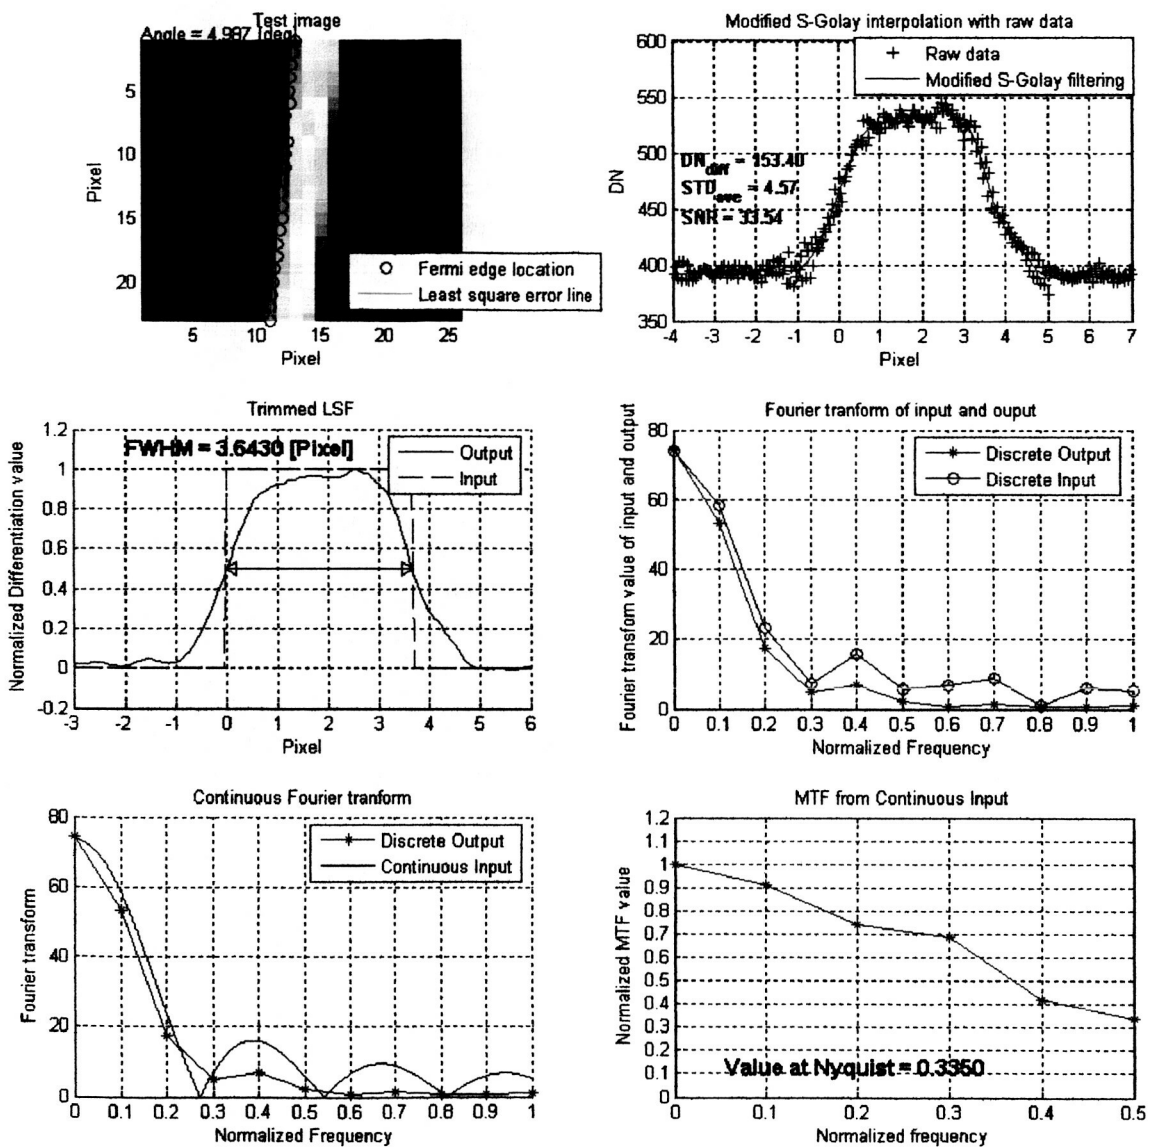 Test image
Angle = 4.987 [deg]
Pixel
5
10
15
20
Fermi edge location
Least square error line
5 10 15 20 25
Pixel
Modified S-Golay interpolation with raw data
600
550
500
450
400
350
DN
Raw data
Modified S-Golay filtering
DNdiff = 153.40
STDave = 4.57
SNR = 33.54
-4 -3 -2 -1 0 1 2 3 4 5 6 7
Pixel
Trimmed LSF
1.2
1
0.8
0.6
0.4
0.2
0
-0.2
Normalized Differentiation value
FWHM = 3.6430 [Pixel]
Output
Input
-3 -2 -1 0 1 2 3 4 5 6
Pixel
Fourier tranform of input and ouput
80
60
40
20
0
Fourier transfom value of input and output
Discrete Output
Discrete Input
0 0.1 0.2 0.3 0.4 0.5 0.6 0.7 0.8 0.9 1
Normalized Frequency
Continuous Fourier tranform
80
60
40
20
0
Fourier transform
Discrete Output
Continuous Input
0 0.1 0.2 0.3 0.4 0.5 0.6 0.7 0.8 0.9 1
Normalized Frequency
MTF from Continuous Input
1.2
1.1
1
0.9
0.8
0.7
0.6
0.5
0.4
0.3
0.2
0.1
0
Normalized MTF value
Value at Nyquist = 0.3350
0 0.1 0.2 0.3 0.4 0.5
Normalized frequency